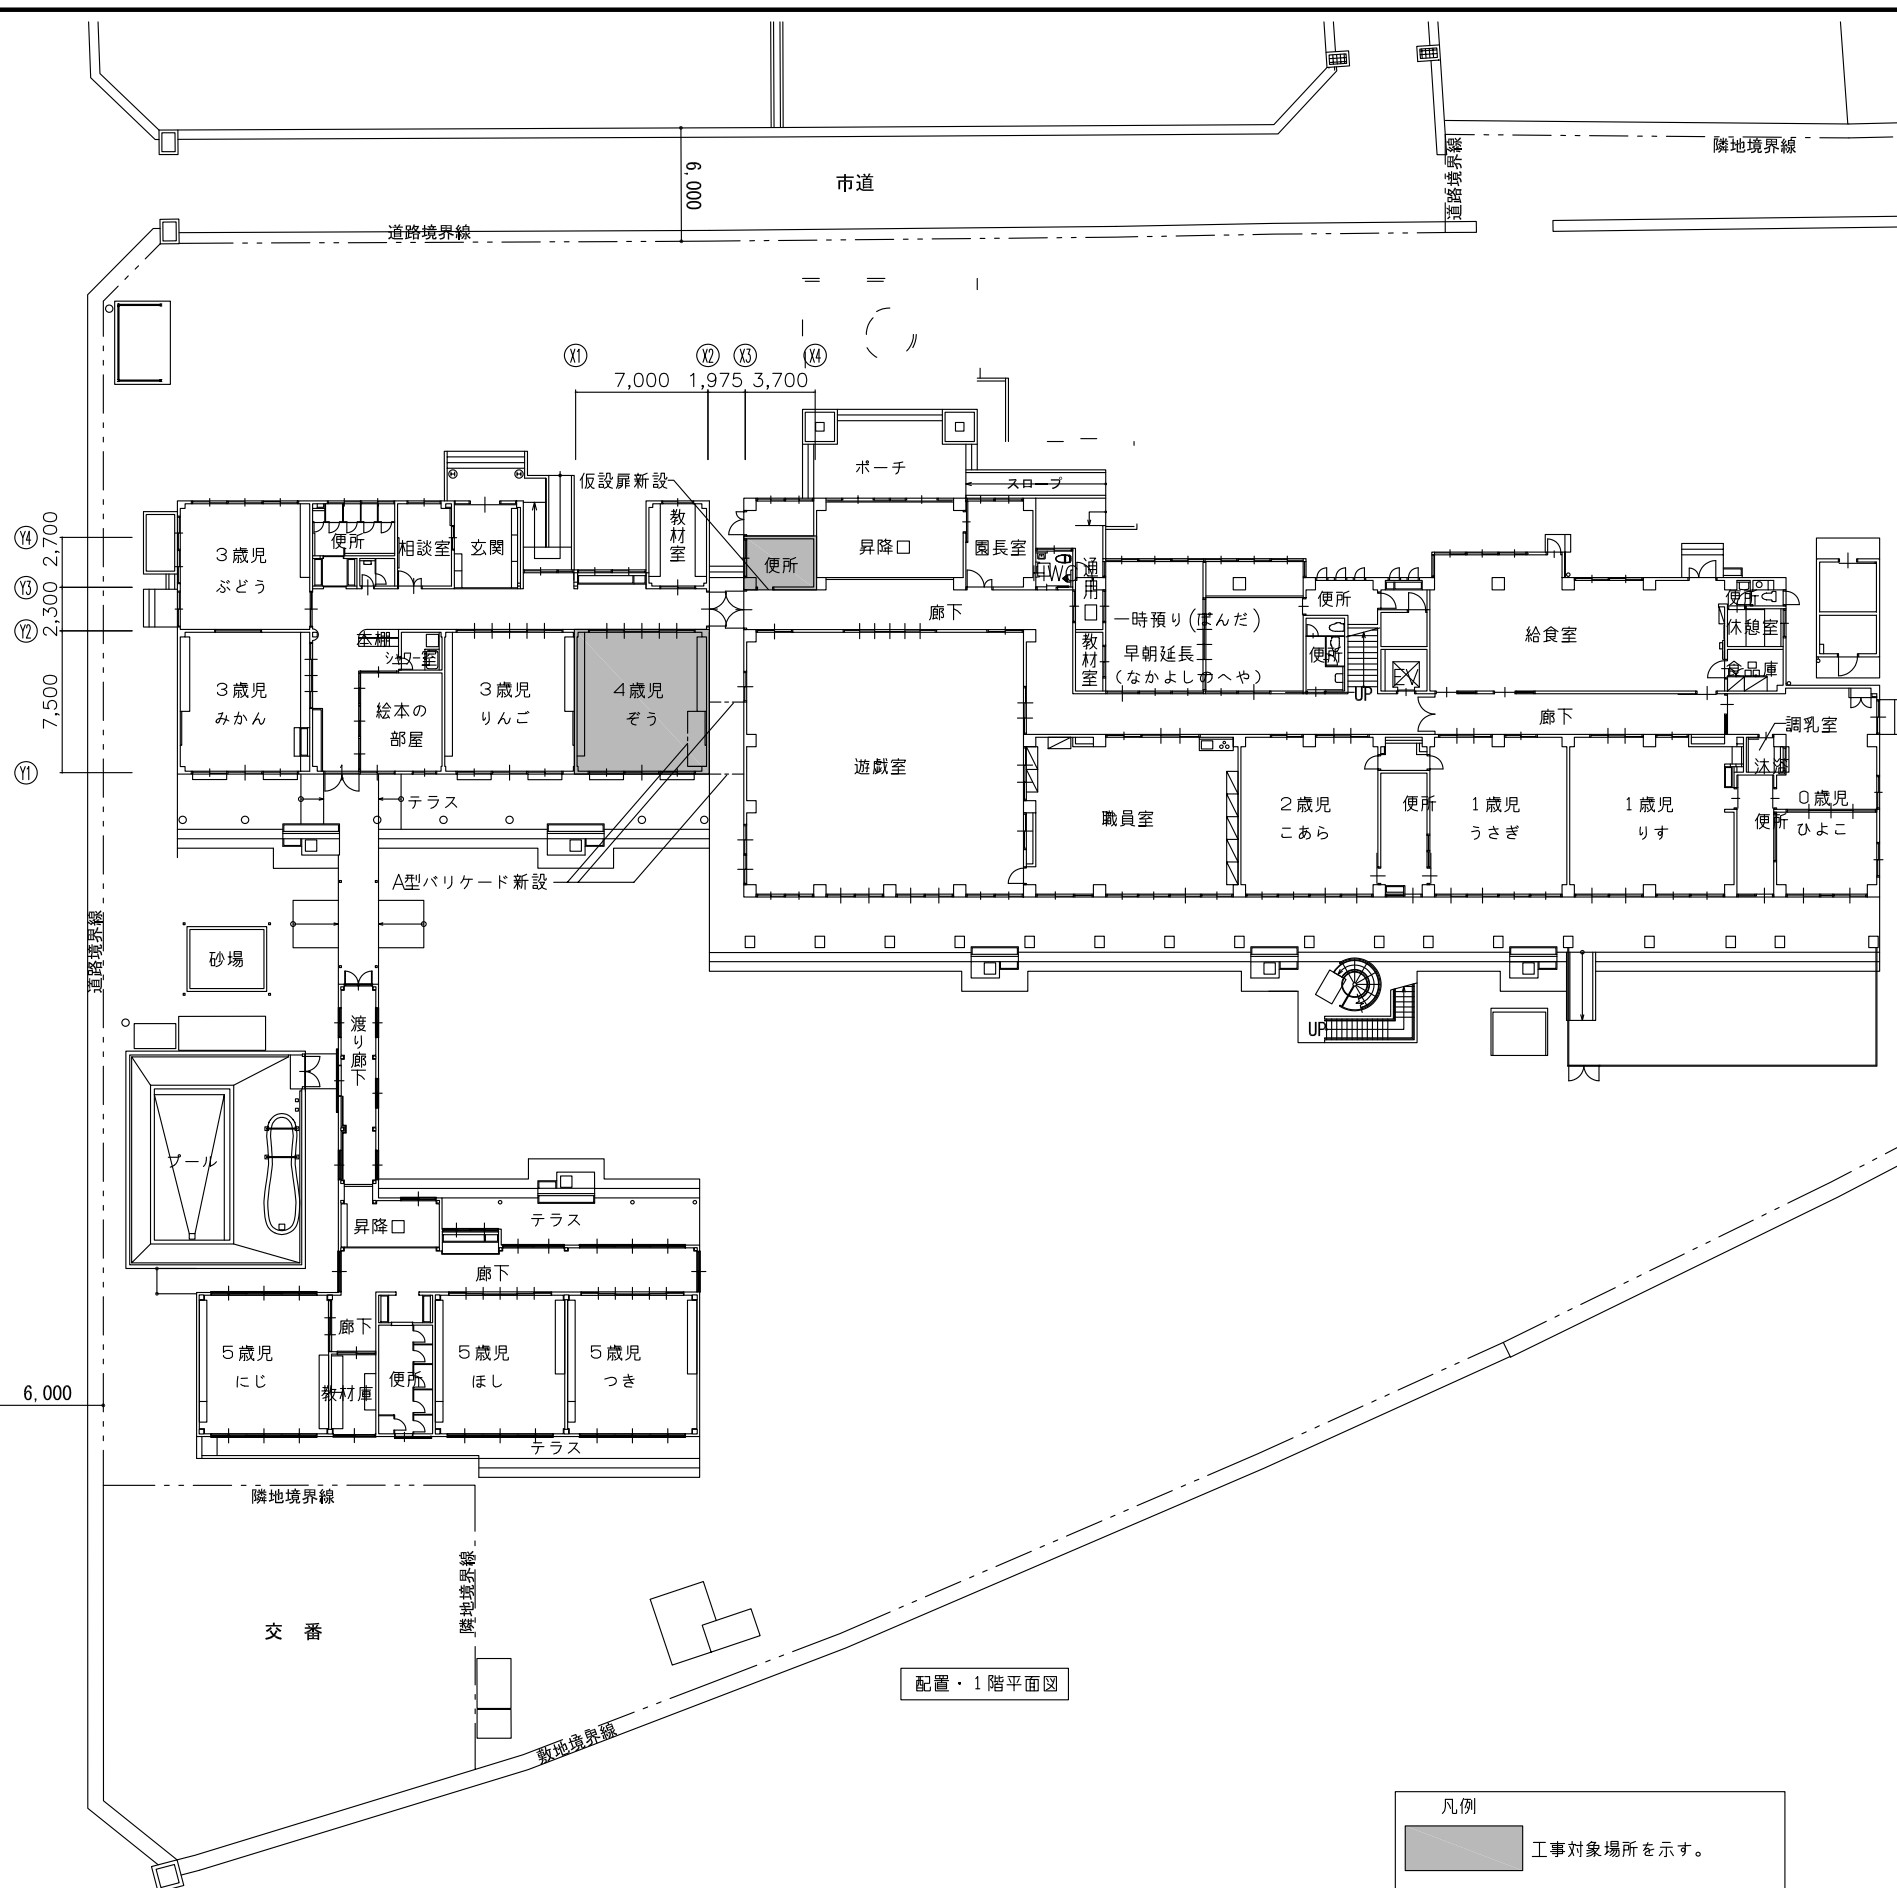 隣地境界線
道路境界線
6,000
市道
道路境界線
X1
X2
X3
X4
7,000
1,975
3,700
ポーチ
スロープ
仮設扉新設
Y4
2,700
Y3
2,300
Y2
7,500
Y1
3歳児
ぶどう
便所
相談室
玄関
教材室
便所
昇降口
園長室
HWC
通用口
廊下
一時預り(ぱんだ)
早朝延長
(なかよしのへや)
教材室
便所
便所
UP
EV
給食室
便所
休憩室
食品庫
本棚
シャワー室
3歳児
みかん
絵本の
部屋
3歳児
りんご
4歳児
ぞう
遊戯室
廊下
調乳室
沐浴
職員室
2歳児
こあら
便所
1歳児
うさぎ
1歳児
りす
便所
0歳児
ひよこ
テラス
A型バリケード新設
道路境界線
砂場
UP
渡り廊下
プール
昇降口
テラス
廊下
廊下
5歳児
にじ
教材庫
便所
5歳児
ほし
5歳児
つき
テラス
6,000
隣地境界線
隣地境界線
交番
敷地境界線
配置・1階平面図
凡例
工事対象場所を示す。